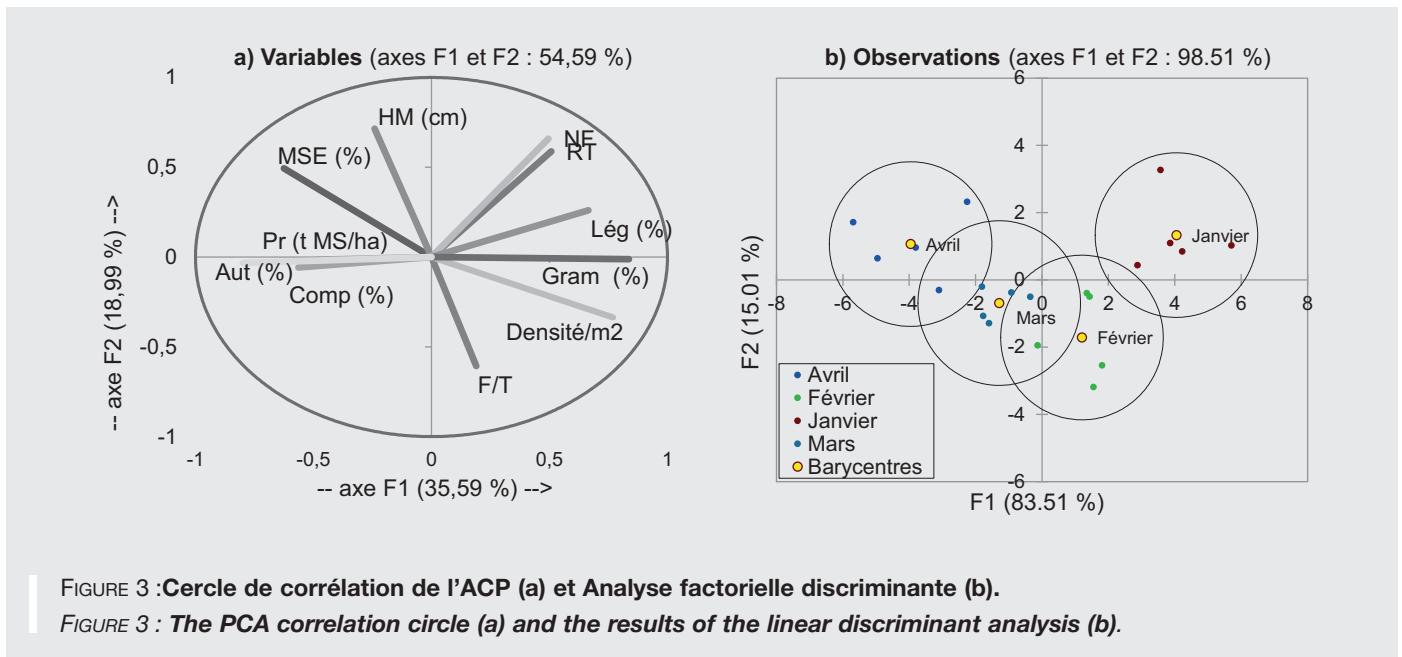 a) Variables (axes F1 et F2 : 54,59 %)
1
0,5
0
-0,5
-1
-1
-0,5
0
0,5
1
-- axe F2 (18,99 %) -->
-- axe F1 (35,59 %) -->
HM (cm)
MSE (%)
NF
RT
Lég (%)
Pr (t MS/ha)
Aut (%)
Comp (%)
Gram (%)
Densité/m2
F/T
b) Observations (axes F1 et F2 : 98.51 %)
6
4
2
0
-2
-4
-6
-8
-6
-4
-2
0
2
4
6
8
F2 (15.01 %)
F1 (83.51 %)
Avril
Janvier
Mars
Février
Avril
Février
Janvier
Mars
Barycentres
FIGURE 3 :Cercle de corrélation de l’ACP (a) et Analyse factorielle discriminante (b).
FIGURE 3 : The PCA correlation circle (a) and the results of the linear discriminant analysis (b).